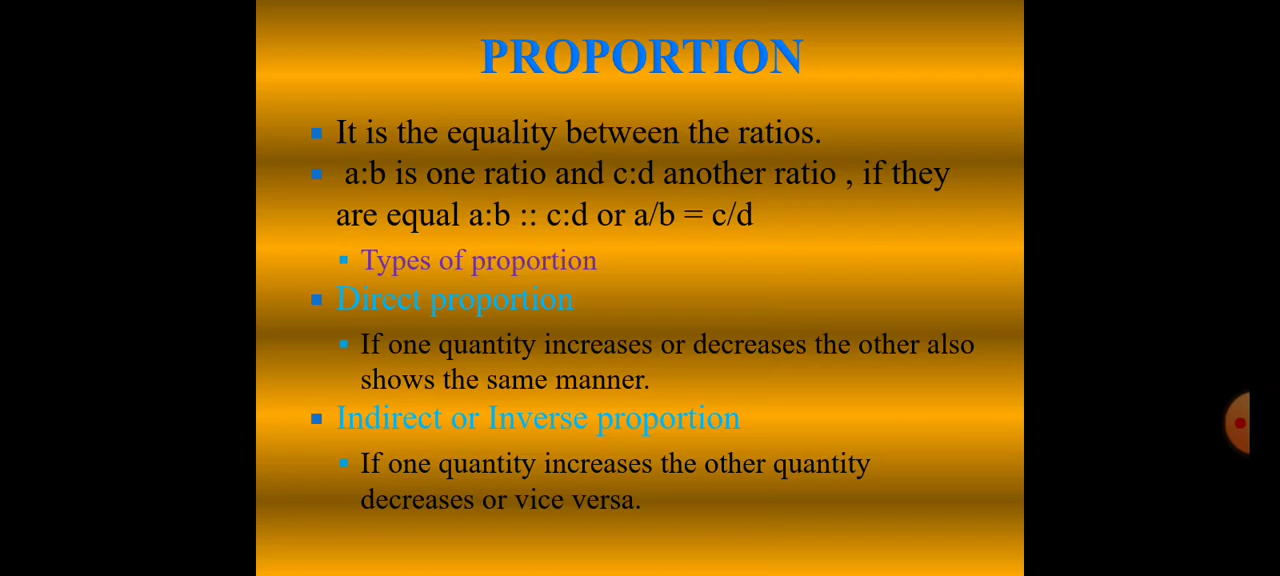 PROPORTION
It is the equality between the ratios.
a:b is one ratio and c:d another ratio , if they
are equal a:b :: c:d or a/b = c/d
Types of proportion
Direct proportion
If one quantity increases or decreases the other also
shows the same manner.
Indirect or Inverse proportion
If one quantity increases the other quantity
decreases or vice versa.